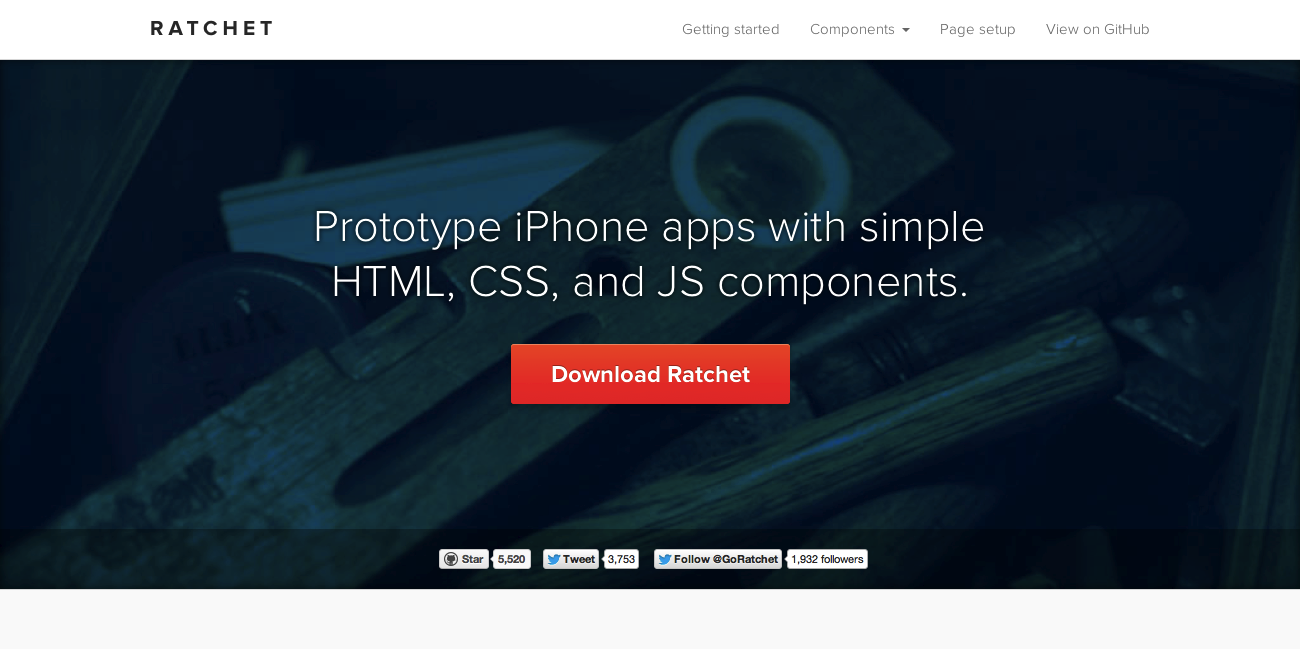 RATCHET
Getting started
Components
Page setup
View on GitHub
Prototype iPhone apps with simple
HTML, CSS, and JS components.
Download Ratchet
Star 5,520 Tweet 3,753 Follow @GoRatchet 1,932 followers